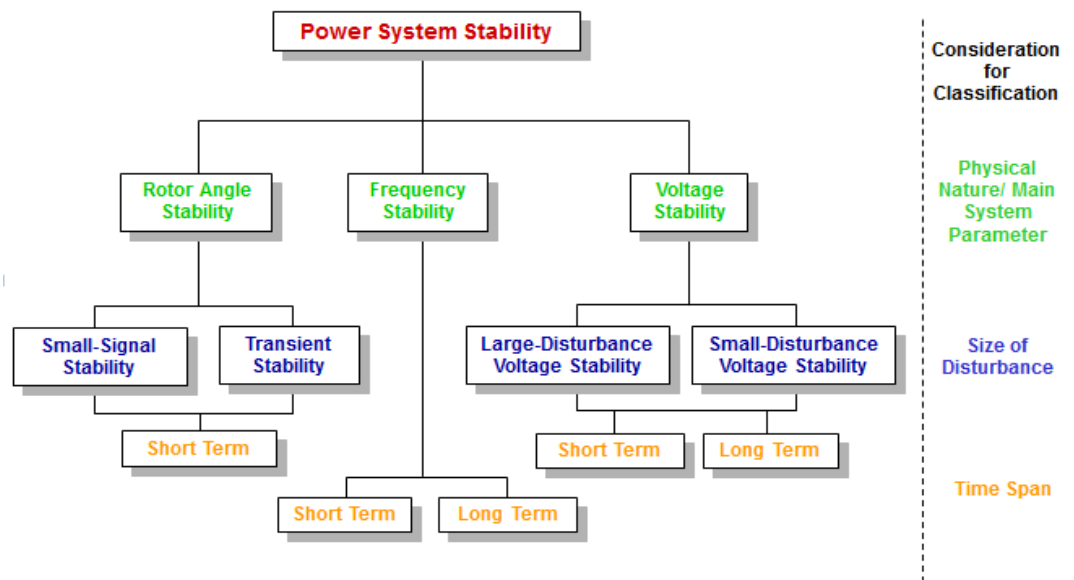 Power System Stability
Consideration
for
Classification
Rotor Angle
Stability
Frequency
Stability
Voltage
Stability
Physical
Nature/ Main
System
Parameter
Small-Signal
Stability
Transient
Stability
Large-Disturbance
Voltage Stability
Small-Disturbance
Voltage Stability
Size of
Disturbance
Short Term
Short Term
Long Term
Short Term
Long Term
Time Span